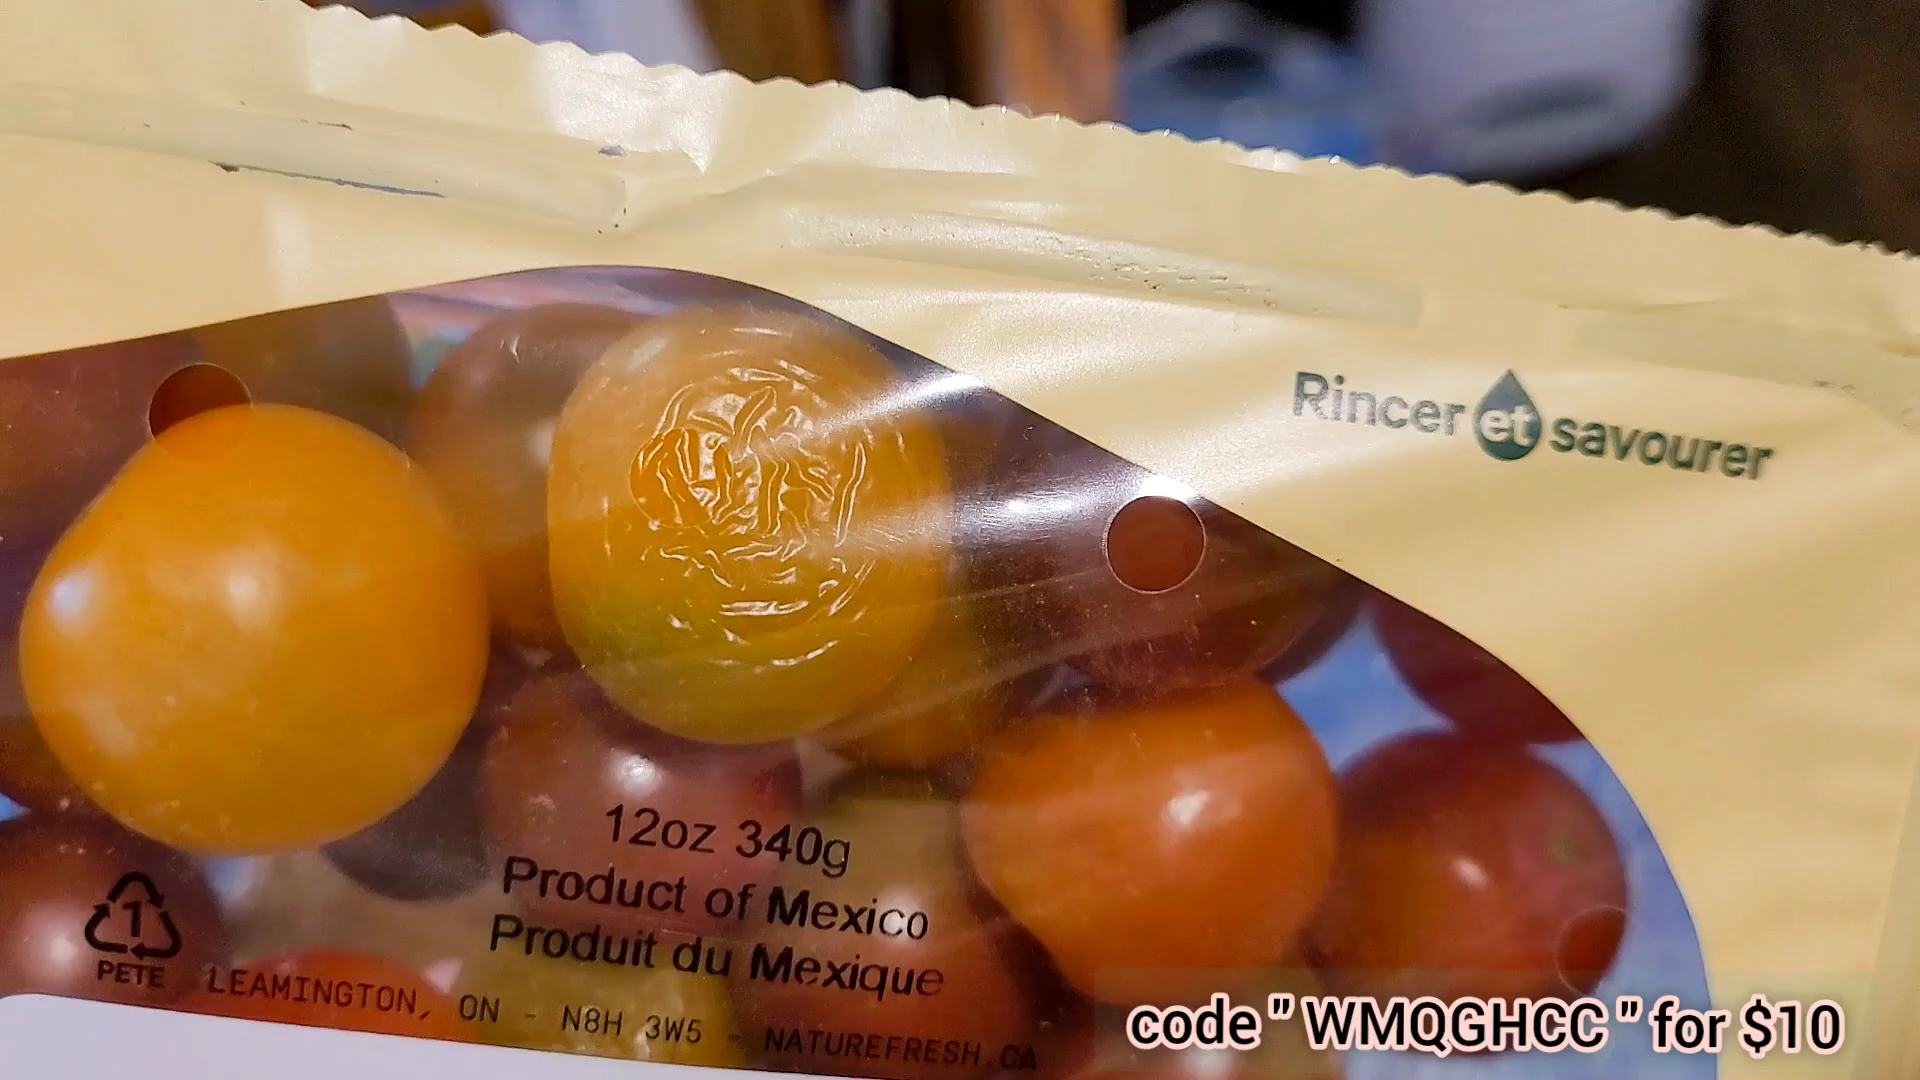 Rincer et savourer
12oz 340g
Product of Mexico
Produit du Mexique
1
PETE
LEAMINGTON, ON - N8H 3W5 - NATUREFRESH.CA
code " WMQGHCC " for $10